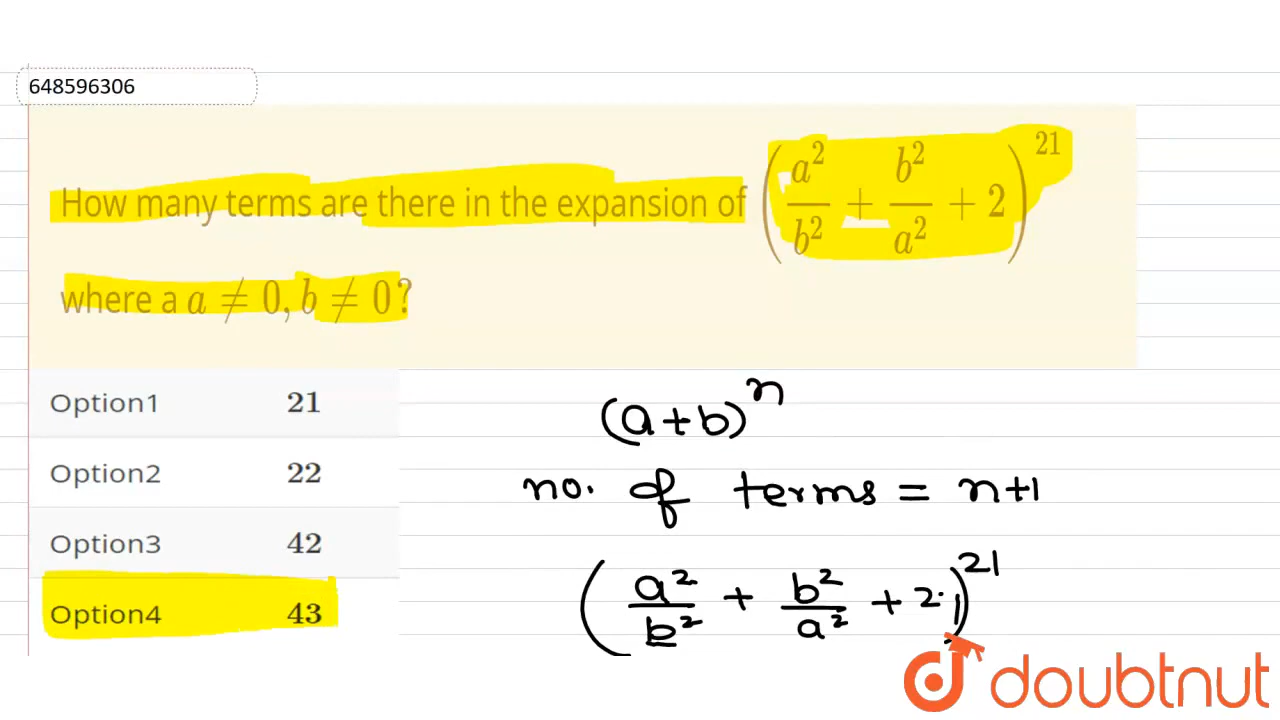 648596306
How many terms are there in the expansion of (a²/b² + b²/a² + 2)²¹
where a a ≠ 0, b ≠ 0?
Option1 21
Option2 22
Option3 42
Option4 43
(a+b)ⁿ
no. of terms = n+1
(a²/b² + b²/a² + 2·1)²¹
doubtnut